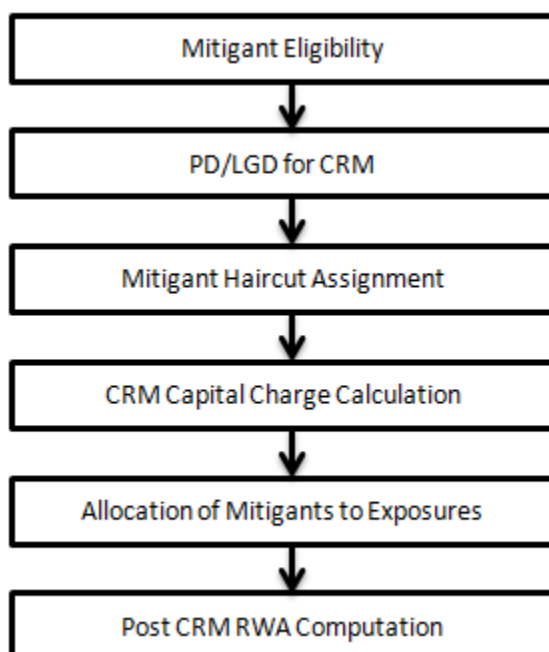 Mitigant Eligibility
PD/LGD for CRM
Mitigant Haircut Assignment
CRM Capital Charge Calculation
Allocation of Mitigants to Exposures
Post CRM RWA Computation